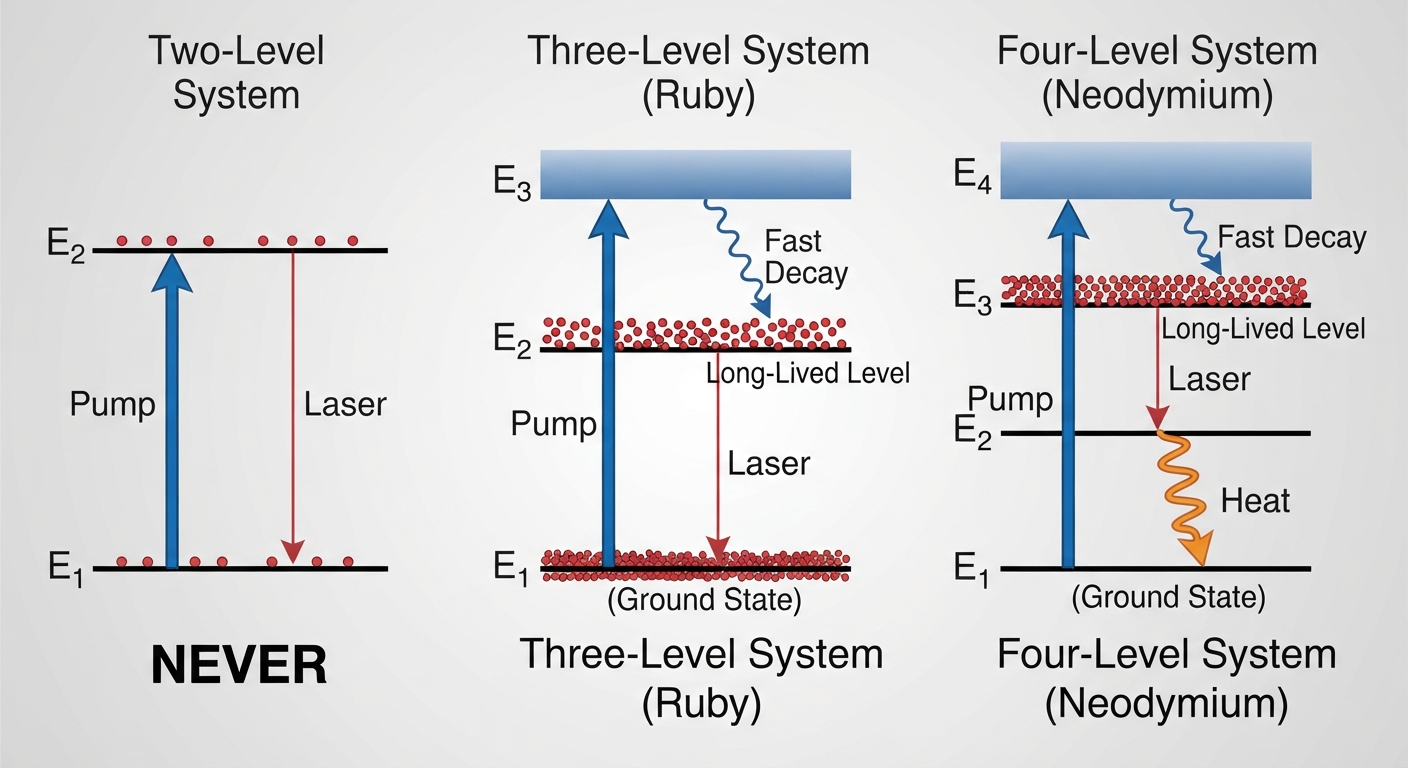 Two-Level
System
E2
Pump
Laser
E1
NEVER
Three-Level System
(Ruby)
E3
Fast
Decay
E2
Long-Lived Level
Pump
Laser
E1
(Ground State)
Three-Level System
(Ruby)
Four-Level System
(Neodymium)
E4
Fast Decay
E3
Long-Lived Level
Laser
Pump
E2
Heat
E1
(Ground State)
Four-Level System
(Neodymium)